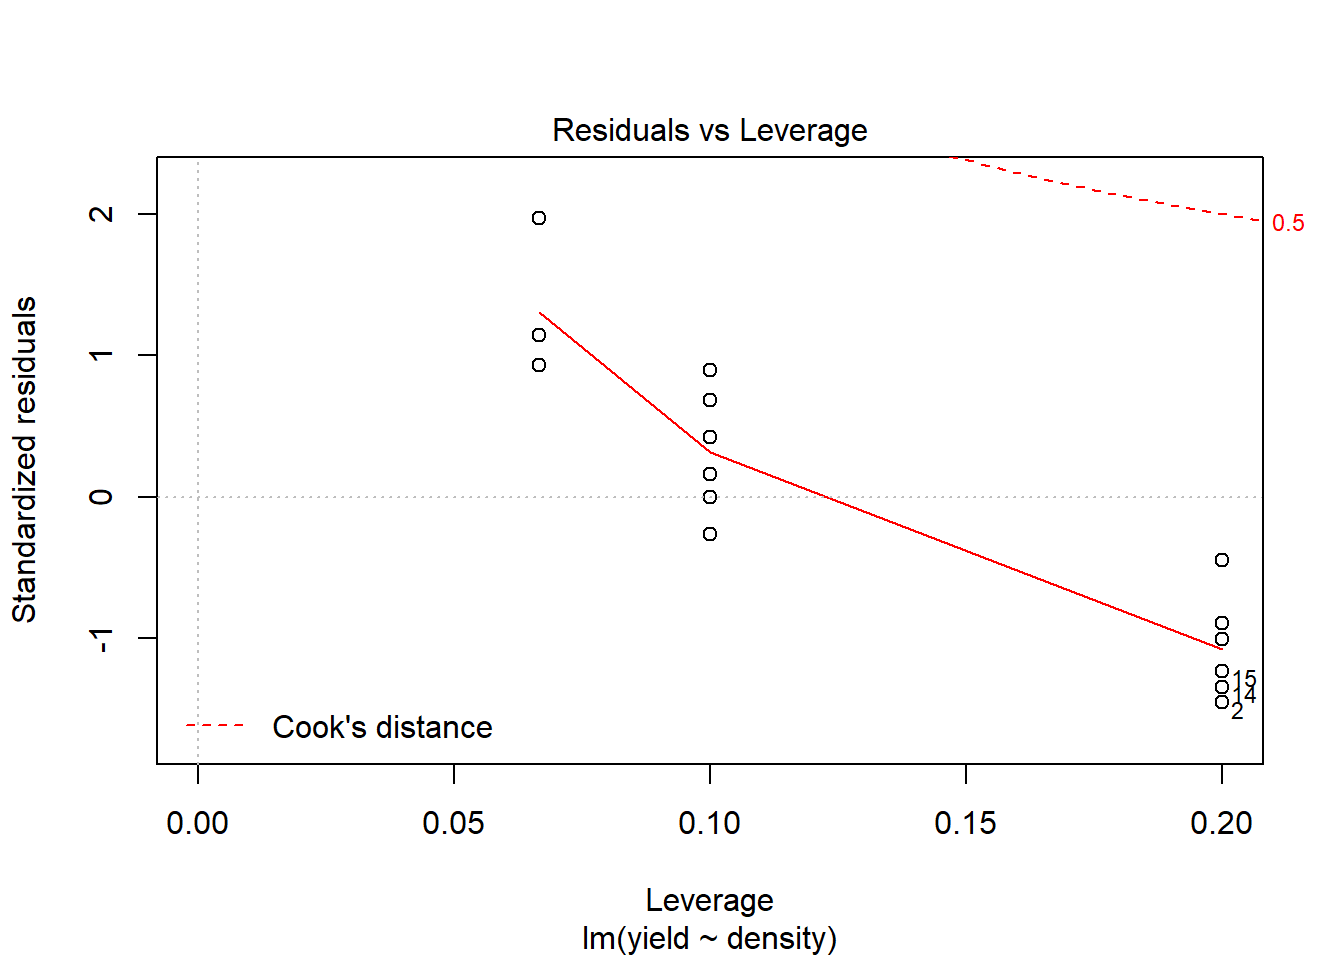 Residuals vs Leverage
Standardized residuals
2
1
0
-1
0.5
15
14
2
Cook's distance
0.00 0.05 0.10 0.15 0.20
Leverage
lm(yield ~ density)